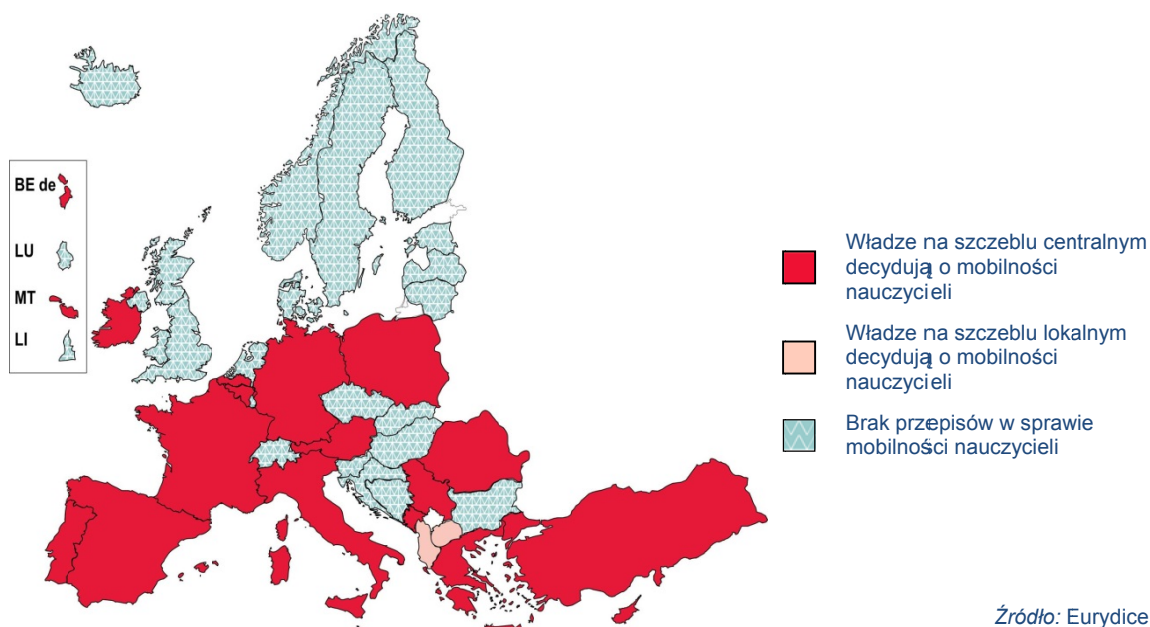 BE de
LU
MT
LI
Władze na szczeblu centralnym
decydują o mobilności
nauczycieli
Władze na szczeblu lokalnym
decydują o mobilności
nauczycieli
Brak przepisów w sprawie
mobilności nauczycieli
Źródło: Eurydice